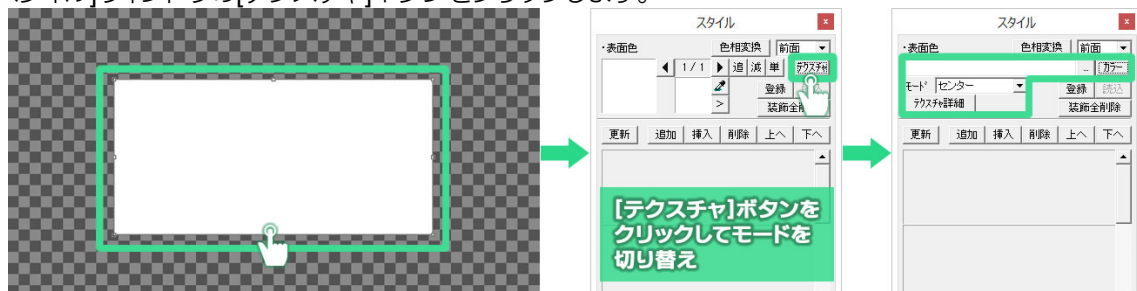 スタイル
・表面色
色相変換
前面
1 / 1
追
減
単
テクスチャ
登録
>
更新
追加
挿入
削除
上へ
下へ
[テクスチャ]ボタンを
クリックしてモードを
切り替え
スタイル
・表面色
色相変換
前面
..
カラー
モード
センター
登録
読込
テクスチャ詳細
装飾全削除
更新
追加
挿入
削除
上へ
下へ